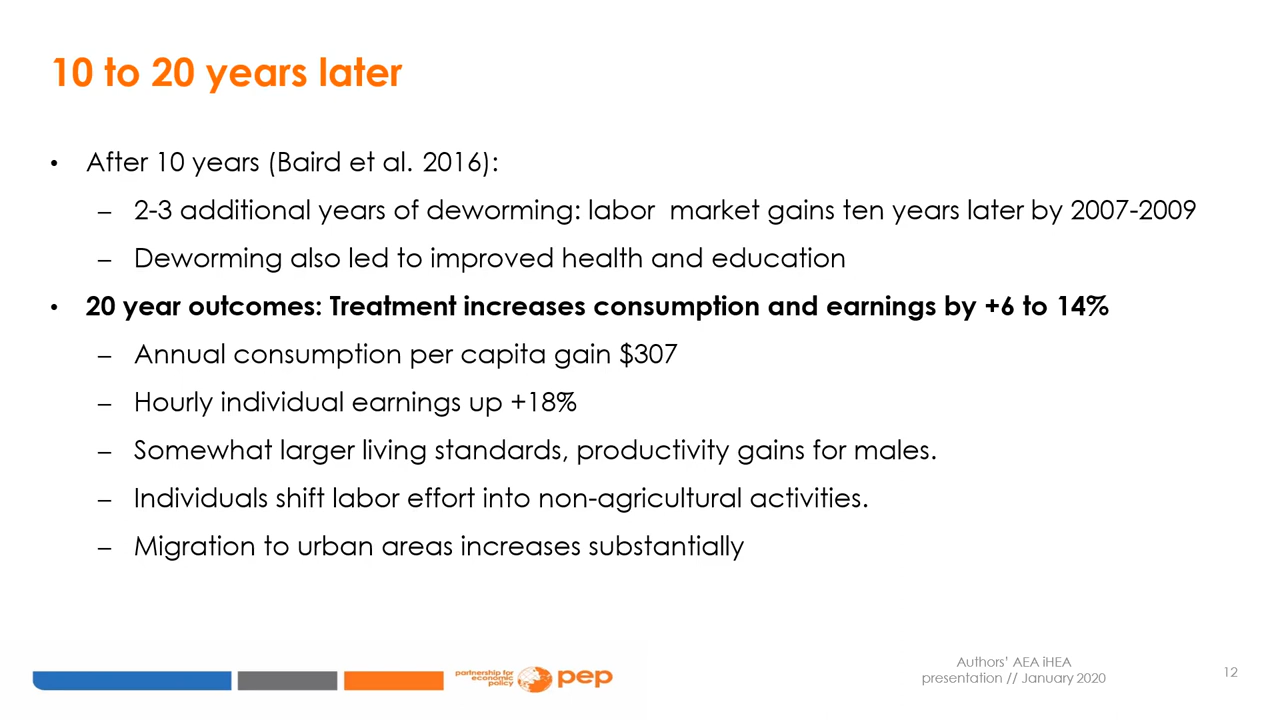 10 to 20 years later
• After 10 years (Baird et al. 2016):
– 2-3 additional years of deworming: labor market gains ten years later by 2007-2009
– Deworming also led to improved health and education
• 20 year outcomes: Treatment increases consumption and earnings by +6 to 14%
– Annual consumption per capita gain $307
– Hourly individual earnings up +18%
– Somewhat larger living standards, productivity gains for males.
– Individuals shift labor effort into non-agricultural activities.
– Migration to urban areas increases substantially
partnership for
economic
policy
pep
Authors’ AEA iHEA
presentation // January 2020
12